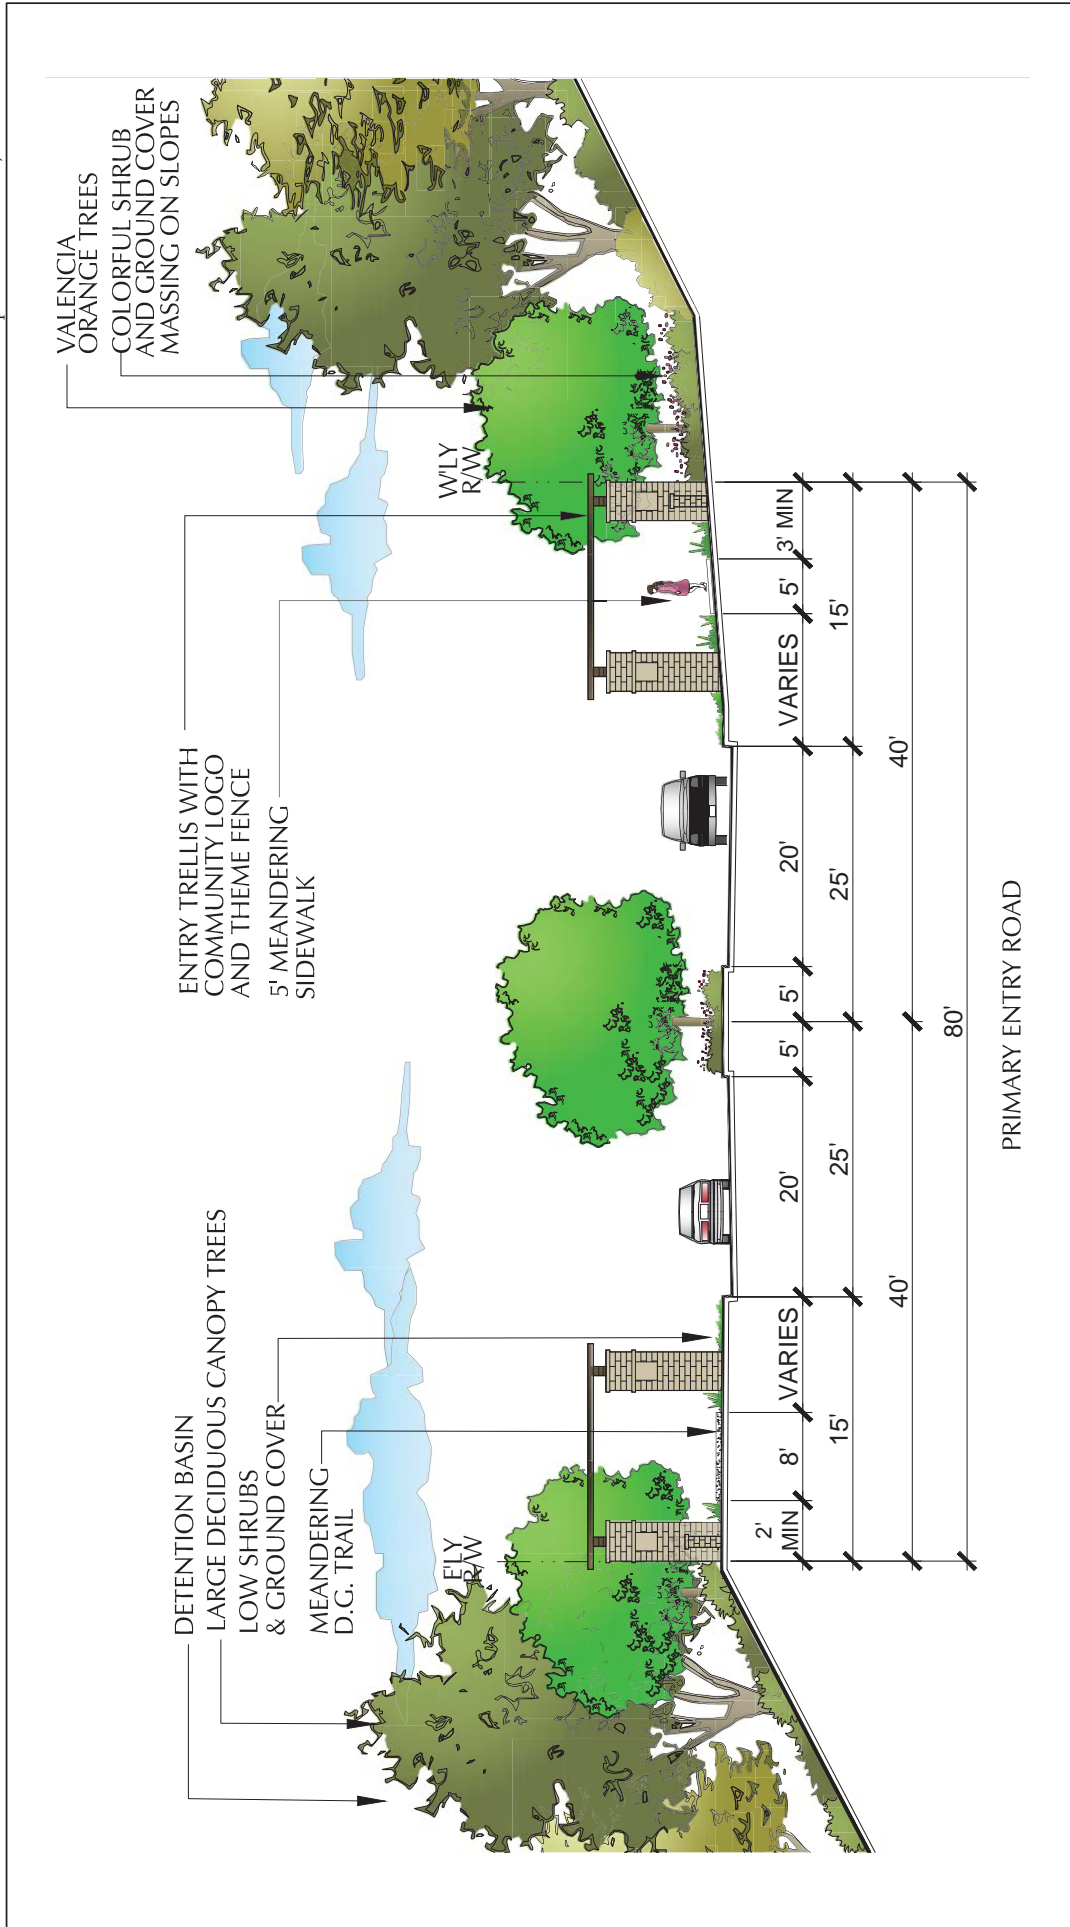 DETENTION BASIN
LARGE DECIDUOUS CANOPY TREES
LOW SHRUBS
& GROUND COVER
MEANDERING
D.G. TRAIL
E'LY
R/W
ENTRY TRELLIS WITH
COMMUNITY LOGO
AND THEME FENCE
5' MEANDERING
SIDEWALK
VALENCIA
ORANGE TREES
COLORFUL SHRUB
AND GROUND COVER
MASSING ON SLOPES
W'LY
R/W
2'
MIN
8'
VARIES
20'
5'
5'
20'
VARIES
5'
3' MIN
15'
25'
25'
15'
40'
40'
80'
PRIMARY ENTRY ROAD